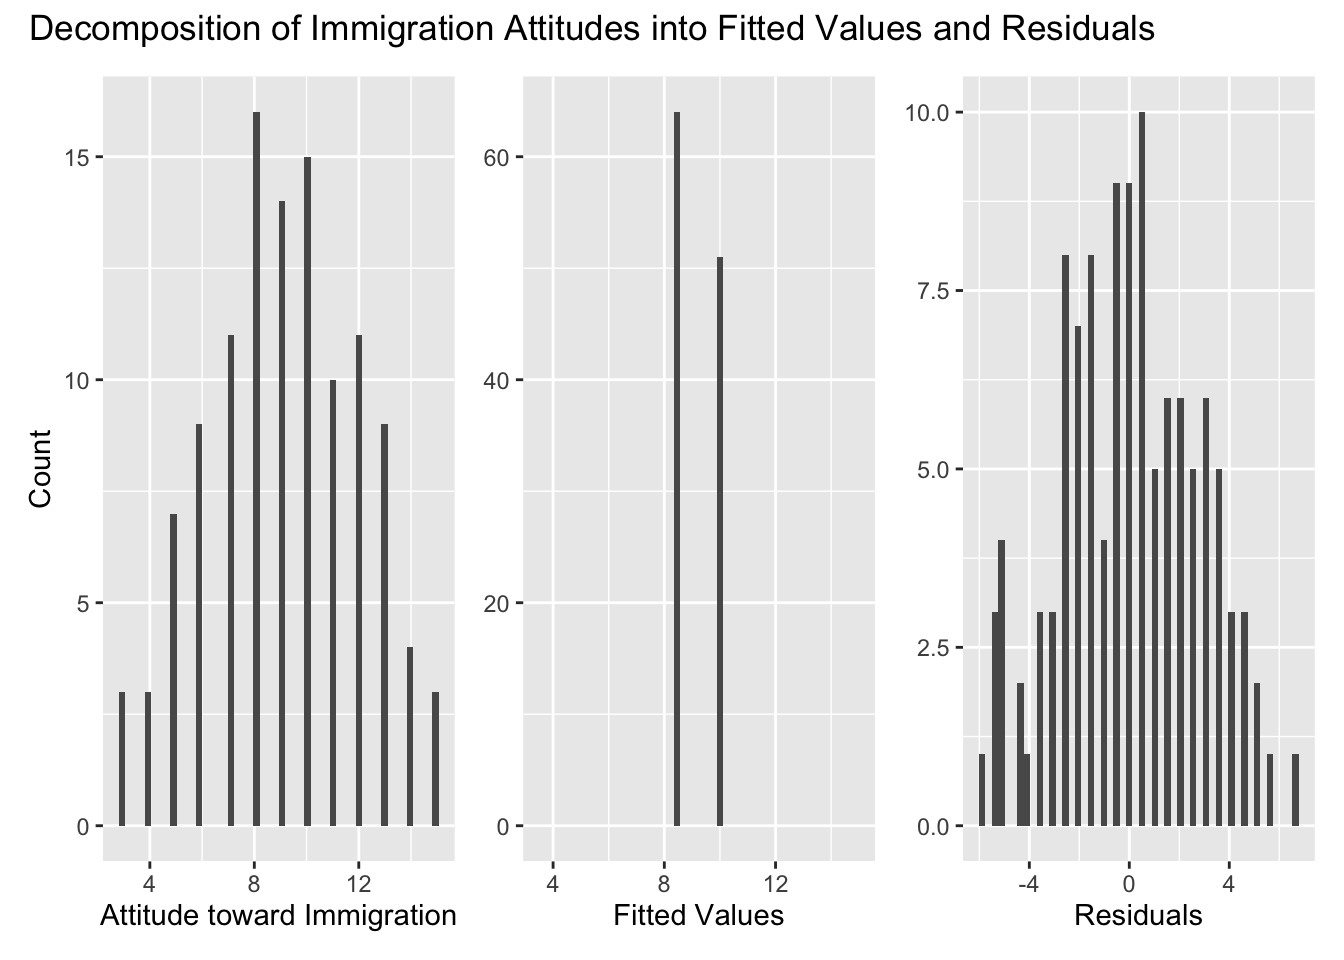 Decomposition of Immigration Attitudes into Fitted Values and Residuals
Count
15
10
5
0
4 8 12
Attitude toward Immigration
60
40
20
0
4 8 12
Fitted Values
10.0
7.5
5.0
2.5
0.0
-4 0 4
Residuals